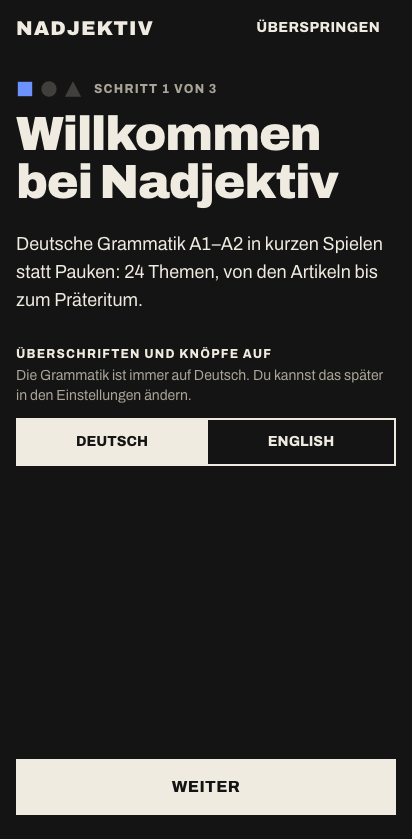 NADJEKTIV
ÜBERSPRINGEN
SCHRITT 1 VON 3
Willkommen
bei Nadjektiv
Deutsche Grammatik A1–A2 in kurzen Spielen
statt Pauken: 24 Themen, von den Artikeln bis
zum Präteritum.
ÜBERSCHRIFTEN UND KNÖPFE AUF
Die Grammatik ist immer auf Deutsch. Du kannst das später
in den Einstellungen ändern.
DEUTSCH
ENGLISH
WEITER